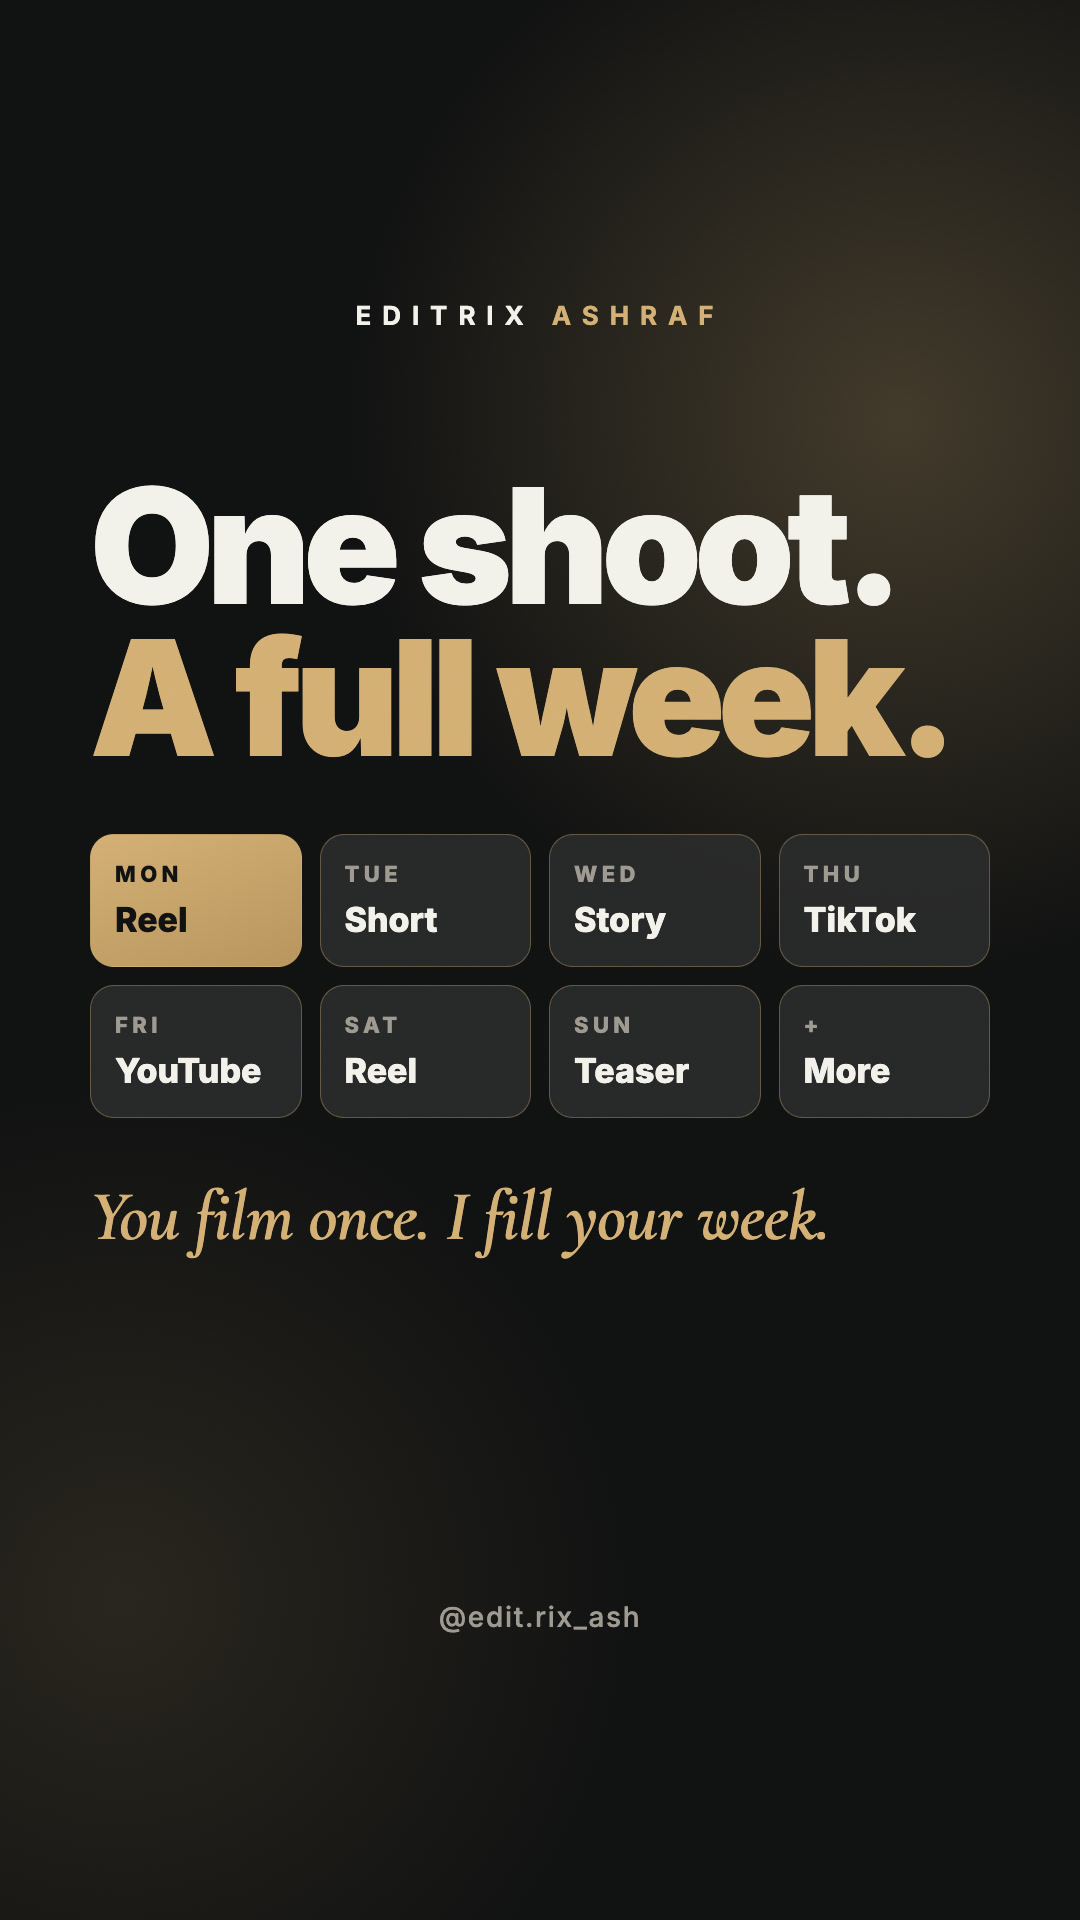 EDITRIX ASHRAF
One shoot.
A full week.
MON
Reel
TUE
Short
WED
Story
THU
TikTok
FRI
YouTube
SAT
Reel
SUN
Teaser
+
More
You film once. I fill your week.
@edit.rix_ash